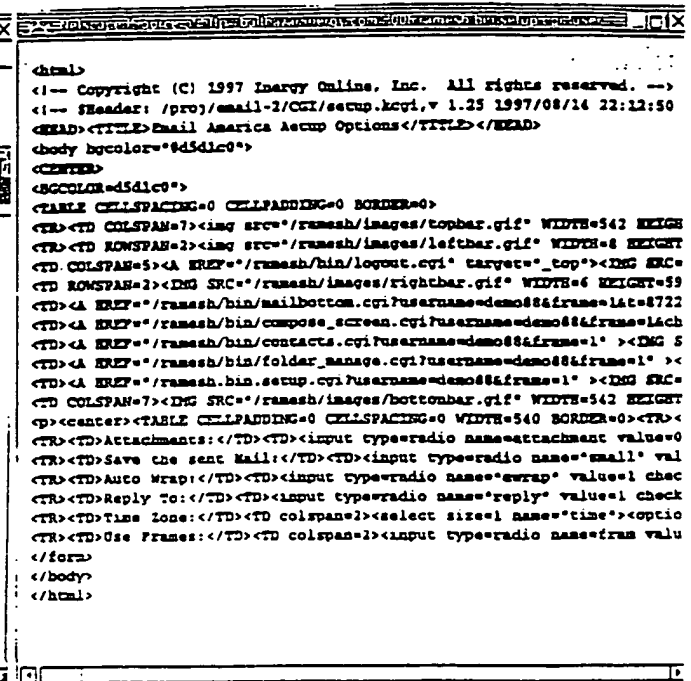 <html>
<!-- Copyright (C) 1997 Inergy Online, Inc. All rights reserved. -->
<!-- $Header: /proj/email-2/CGI/setup.kcgi,v 1.25 1997/08/14 22:12:50
<HEAD><TITLE>Email America Aetup Options</TITLE></HEAD>
<body bgcolor="#d5d1c0">
<CENTER>
<BGCOLOR=d5d1c0">
<TABLE CELLSPACING=0 CELLPADDING=0 BORDER=0>
<TR><TD COLSPAN=7><img src="/ramesh/images/topbar.gif" WIDTH=542 HEIGH
<TR><TD ROWSPAN=2><img src="/ramesh/images/leftbar.gif" WIDTH=8 HEIGHT
<TD COLSPAN=5><A HREF="/ramesh/bin/logout.cgi" target="_top"><IMG SRC=
<TD ROWSPAN=2><IMG SRC="/ramesh/images/rightbar.gif" WIDTH=6 HEIGHT=59
<TD><A HREF="/ramesh/bin/mailbottom.cgi?username=demo88&frame=1&t=8722
<TD><A HREF="/ramesh/bin/compose_screen.cgi?username=demo88&frame=1&ch
<TD><A HREF="/ramesh/bin/contacts.cgi?username=demo88&frame=1" ><IMG S
<TD><A HREF="/ramesh/bin/folder_manage.cgi?username=demo88&frame=1" ><
<TD><A HREF="/ramesh.bin.setup.cgi?username=demo88&frame=1" ><IMG SRC=
<TD COLSPAN=7><IMG SRC="/ramesh/images/bottonbar.gif" WIDTH=542 HEIGHT
<p><center><TABLE CELLPADDING=0 CELLSPACING=0 WIDTH=540 BORDER=0><TR><
<TR><TD>Attachments:</TD><TD><input type=radio name=attachment value=0
<TR><TD>Save the sent Mail:</TD><TD><input type=radio name="small" val
<TR><TD>Auto Wrap:</TD><TD><input type=radio name="awrap" value=1 chec
<TR><TD>Reply To:</TD><TD><input type=radio name="reply" value=1 check
<TR><TD>Time Zone:</TD><TD colspan=2><select size=1 name="time"><optio
<TR><TD>Use Frames:</TD><TD colspan=2><input type=radio name=fram valu
</form>
</body>
</html>